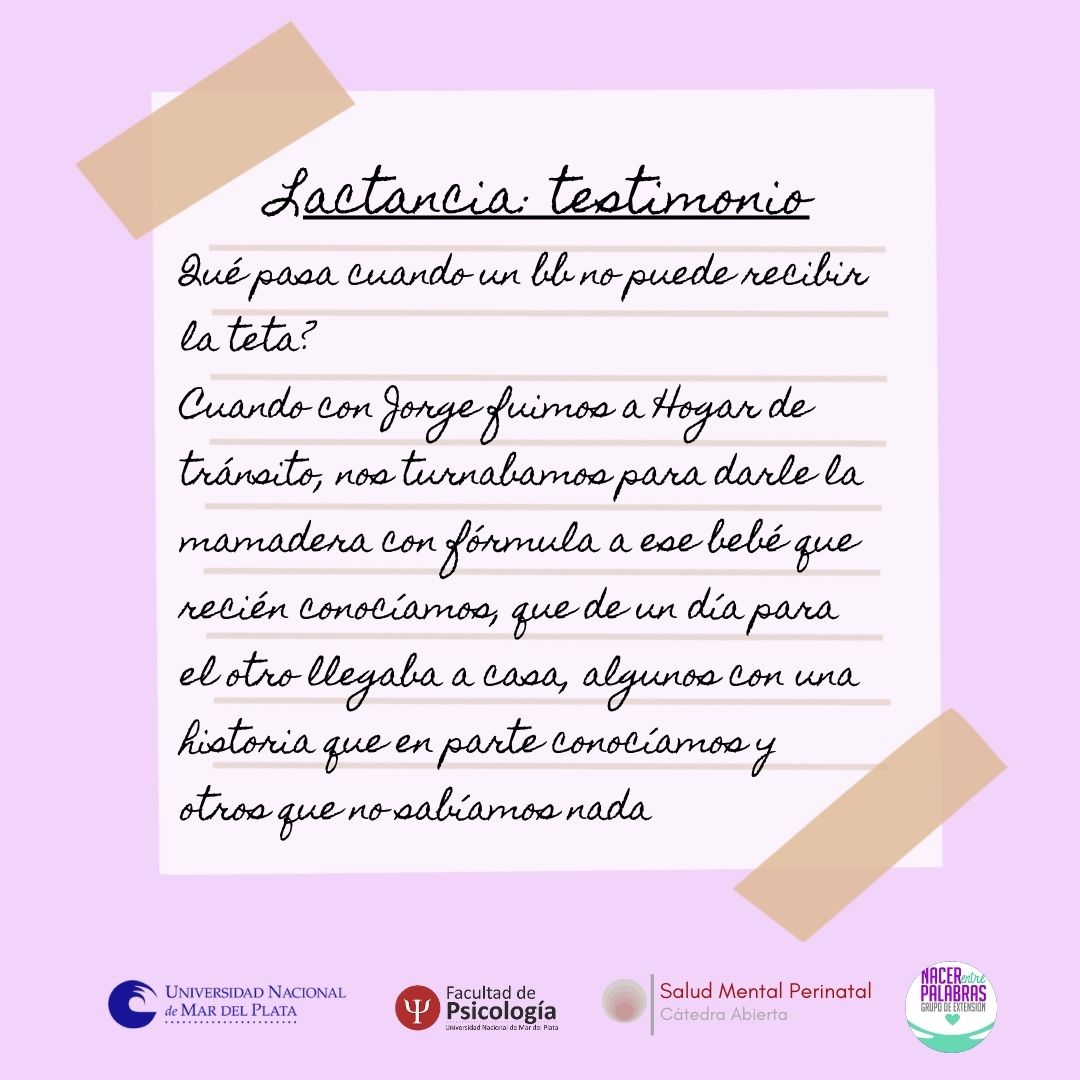 Lactancia: testimonio
Qué pasa cuando un bb no puede recibir
la teta?
Cuando con Jorge fuimos a Hogar de
tránsito, nos turnabamos para darle la
mamadera con fórmula a ese bebé que
recién conocíamos, que de un día para
el otro llegaba a casa, algunos con una
historia que en parte conocíamos y
otros que no sabíamos nada
UNIVERSIDAD NACIONAL
de MAR DEL PLATA
Facultad de
Psicología
Universidad Nacional de Mar del Plata
Salud Mental Perinatal
Cátedra Abierta
NACER entre
PALABRAS
GRUPO DE EXTENSION